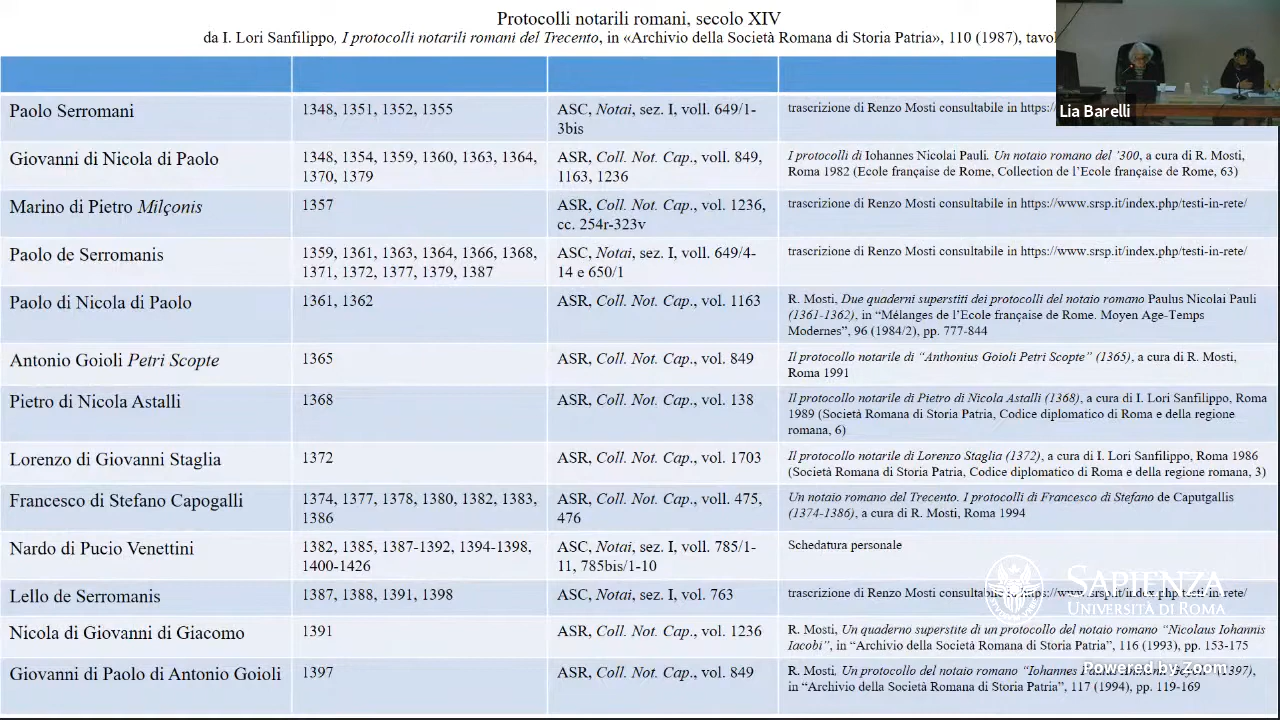 Protocolli notarili romani, secolo XIV
da I. Lori Sanfilippo, I protocolli notarili romani del Trecento, in «Archivio della Società Romana di Storia Patria», 110 (1987),
Lia Barelli
Paolo Serromani
1348, 1351, 1352, 1355
ASC, Notai, sez. I, voll. 649/1-
3bis
trascrizione di Renzo Mosti consultabile in
Giovanni di Nicola di Paolo
1348, 1354, 1359, 1360, 1363, 1364,
1370, 1379
ASR, Coll. Not. Cap., voll. 849,
1163, 1236
I protocolli di Iohannes Nicolai Pauli. Un notaio romano del '300, a cura di R. Mosti,
Roma 1982 (Ecole française de Rome, Collection de l'Ecole française de Rome, 63)
Marino di Pietro Milçonis
1357
ASR, Coll. Not. Cap., vol. 1236,
cc. 254r-323v
trascrizione di Renzo Mosti consultabile in https://www.srsp.it/index.php/testi-in-rete/
Paolo de Serromanis
1359, 1361, 1363, 1364, 1366, 1368,
1371, 1372, 1377, 1379, 1387
ASC, Notai, sez. I, voll. 649/4-
14 e 650/1
trascrizione di Renzo Mosti consultabile in https://www.srsp.it/index.php/testi-in-rete/
Paolo di Nicola di Paolo
1361, 1362
ASR, Coll. Not. Cap., vol. 1163
R. Mosti, Due quaderni superstiti dei protocolli del notaio romano Paulus Nicolai Pauli
(1361-1362), in “Mélanges de l'Ecole française de Rome. Moyen Age-Temps
Modernes”, 96 (1984/2), pp. 777-844
Antonio Goioli Petri Scopte
1365
ASR, Coll. Not. Cap., vol. 849
Il protocollo notarile di “Anthonius Goioli Petri Scopte” (1365), a cura di R. Mosti,
Roma 1991
Pietro di Nicola Astalli
1368
ASR, Coll. Not. Cap., vol. 138
Il protocollo notarile di Pietro di Nicola Astalli (1368), a cura di I. Lori Sanfilippo, Roma
1989 (Società Romana di Storia Patria, Codice diplomatico di Roma e della regione
romana, 6)
Lorenzo di Giovanni Staglia
1372
ASR, Coll. Not. Cap., vol. 1703
Il protocollo notarile di Lorenzo Staglia (1372), a cura di I. Lori Sanfilippo, Roma 1986
(Società Romana di Storia Patria, Codice diplomatico di Roma e della regione romana, 3)
Francesco di Stefano Capogalli
1374, 1377, 1378, 1380, 1382, 1383,
1386
ASR, Coll. Not. Cap., voll. 475,
476
Un notaio romano del Trecento. I protocolli di Francesco di Stefano de Caputgallis
(1374-1386), a cura di R. Mosti, Roma 1994
Nardo di Pucio Venettini
1382, 1385, 1387-1392, 1394-1398,
1400-1426
ASC, Notai, sez. I, voll. 785/1-
11, 785bis/1-10
Schedatura personale
Lello de Serromanis
1387, 1388, 1391, 1398
ASC, Notai, sez. I, vol. 763
trascrizione di Renzo Mosti consultabile in https://www.srsp.it/index.php/testi-in-rete/
SAPIENZA
UNIVERSITÀ DI ROMA
Nicola di Giovanni di Giacomo
1391
ASR, Coll. Not. Cap., vol. 1236
R. Mosti, Un quaderno superstite di un protocollo del notaio romano “Nicolaus Iohannis
Iacobi”, in “Archivio della Società Romana di Storia Patria”, 116 (1993), pp. 153-175
Giovanni di Paolo di Antonio Goioli
1397
ASR, Coll. Not. Cap., vol. 849
R. Mosti, Un protocollo del notaio romano “Iohannes (1397),
in “Archivio della Società Romana di Storia Patria”, 117 (1994), pp. 119-169
Powered by Zoom